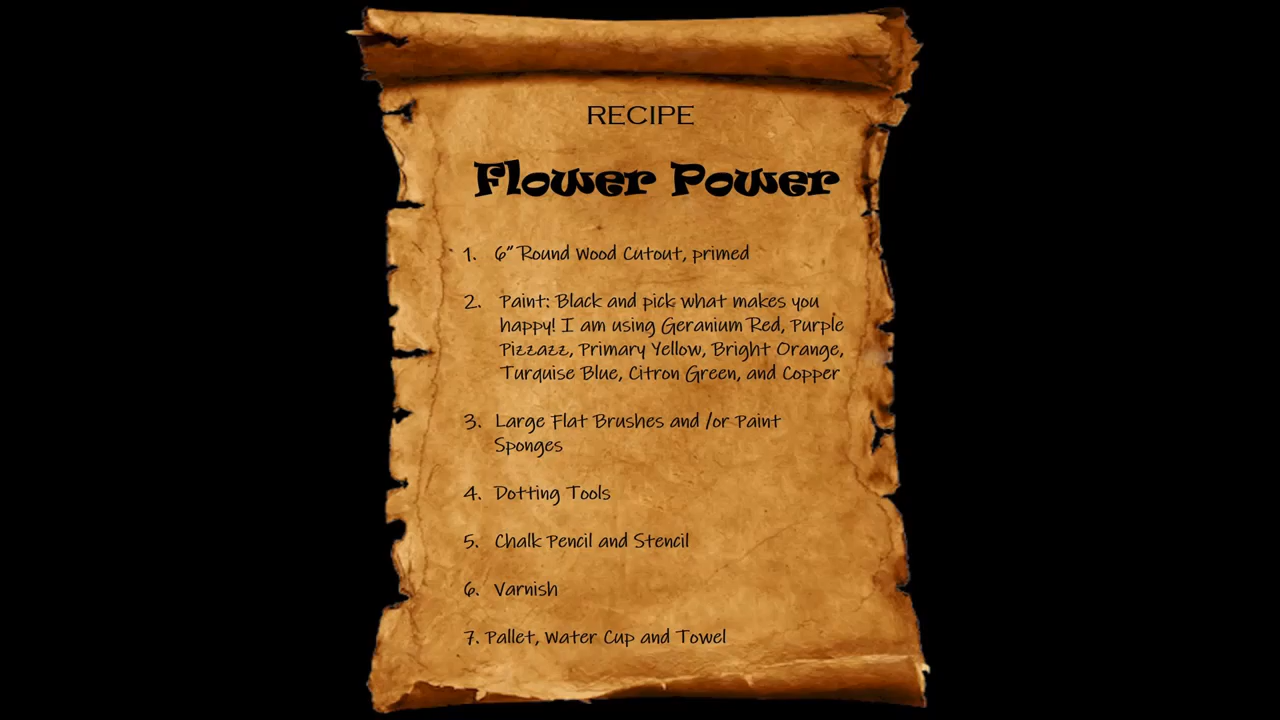 RECIPE
Flower Power
1. 6" Round Wood Cutout, primed
2. Paint: Black and pick what makes you
happy! I am using Geranium Red, Purple
Pizzazz, Primary Yellow, Bright Orange,
Turquise Blue, Citron Green, and Copper
3. Large Flat Brushes and /or Paint
Sponges
4. Dotting Tools
5. Chalk Pencil and Stencil
6. Varnish
7. Pallet, Water Cup and Towel